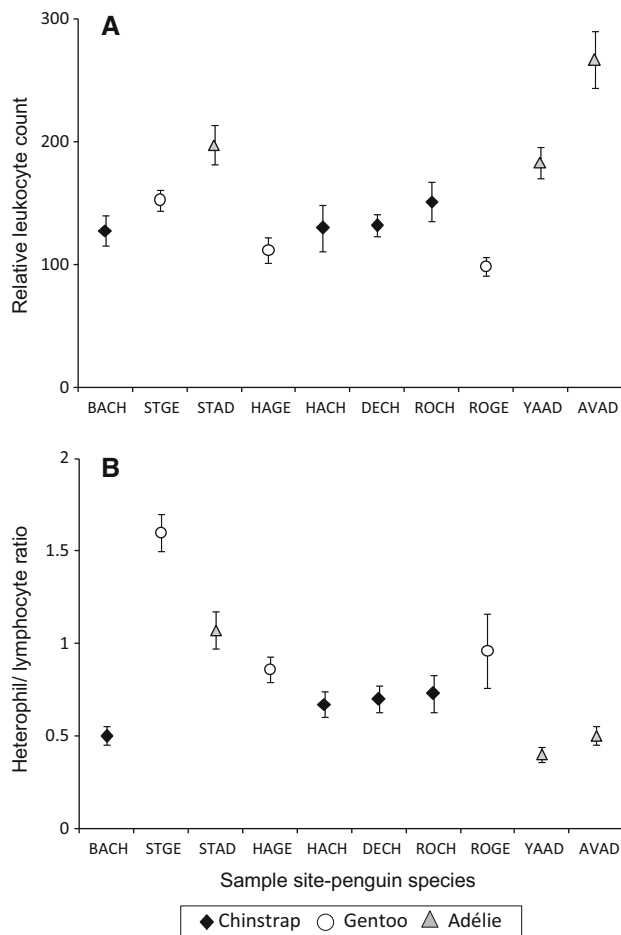 A
Relative leukocyte count
300
200
100
0
BACH STGE STAD HAGE HACH DECH ROCH ROGE YAAD AVAD
B
Heterophil/ lymphocyte ratio
2
1.5
1
0.5
0
BACH STGE STAD HAGE HACH DECH ROCH ROGE YAAD AVAD
Sample site-penguin species
Chinstrap Gentoo Adélie